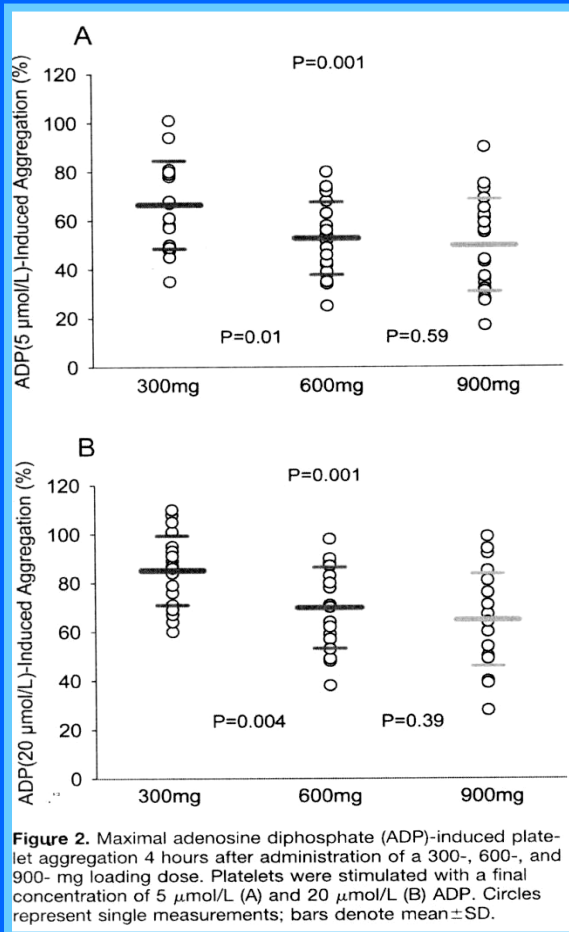 A
P=0.001
ADP(5 μmol/L)-Induced Aggregation (%)
120
100
80
60
40
20
0
P=0.01
P=0.59
300mg
600mg
900mg
B
P=0.001
ADP(20 μmol/L)-Induced Aggregation (%)
120
100
80
60
40
20
0
P=0.004
P=0.39
300mg
600mg
900mg
Figure 2. Maximal adenosine diphosphate (ADP)-induced plate-
let aggregation 4 hours after administration of a 300-, 600-, and
900- mg loading dose. Platelets were stimulated with a final
concentration of 5 μmol/L (A) and 20 μmol/L (B) ADP. Circles
represent single measurements; bars denote mean±SD.